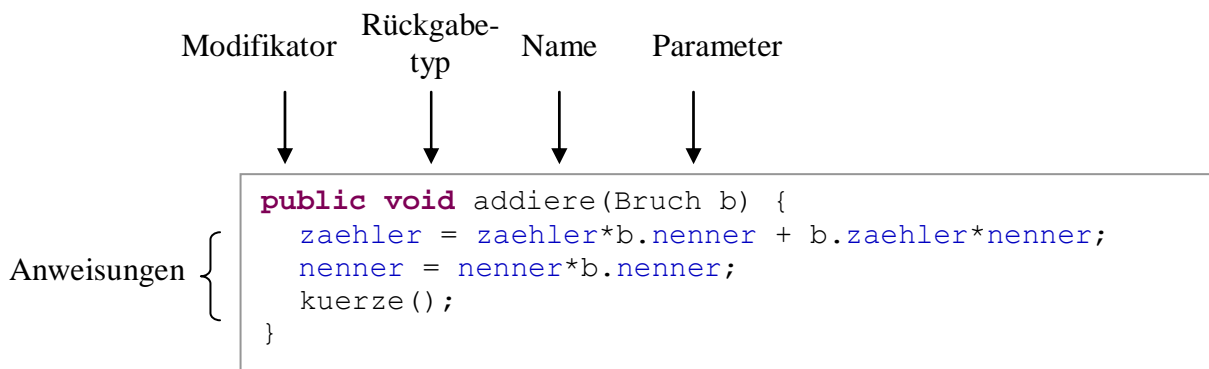 Modifikator Rückgabe-
typ Name Parameter
public void addiere(Bruch b) {
zaehler = zaehler*b.nenner + b.zaehler*nenner;
Anweisungen { nenner = nenner*b.nenner;
kuerze();
}